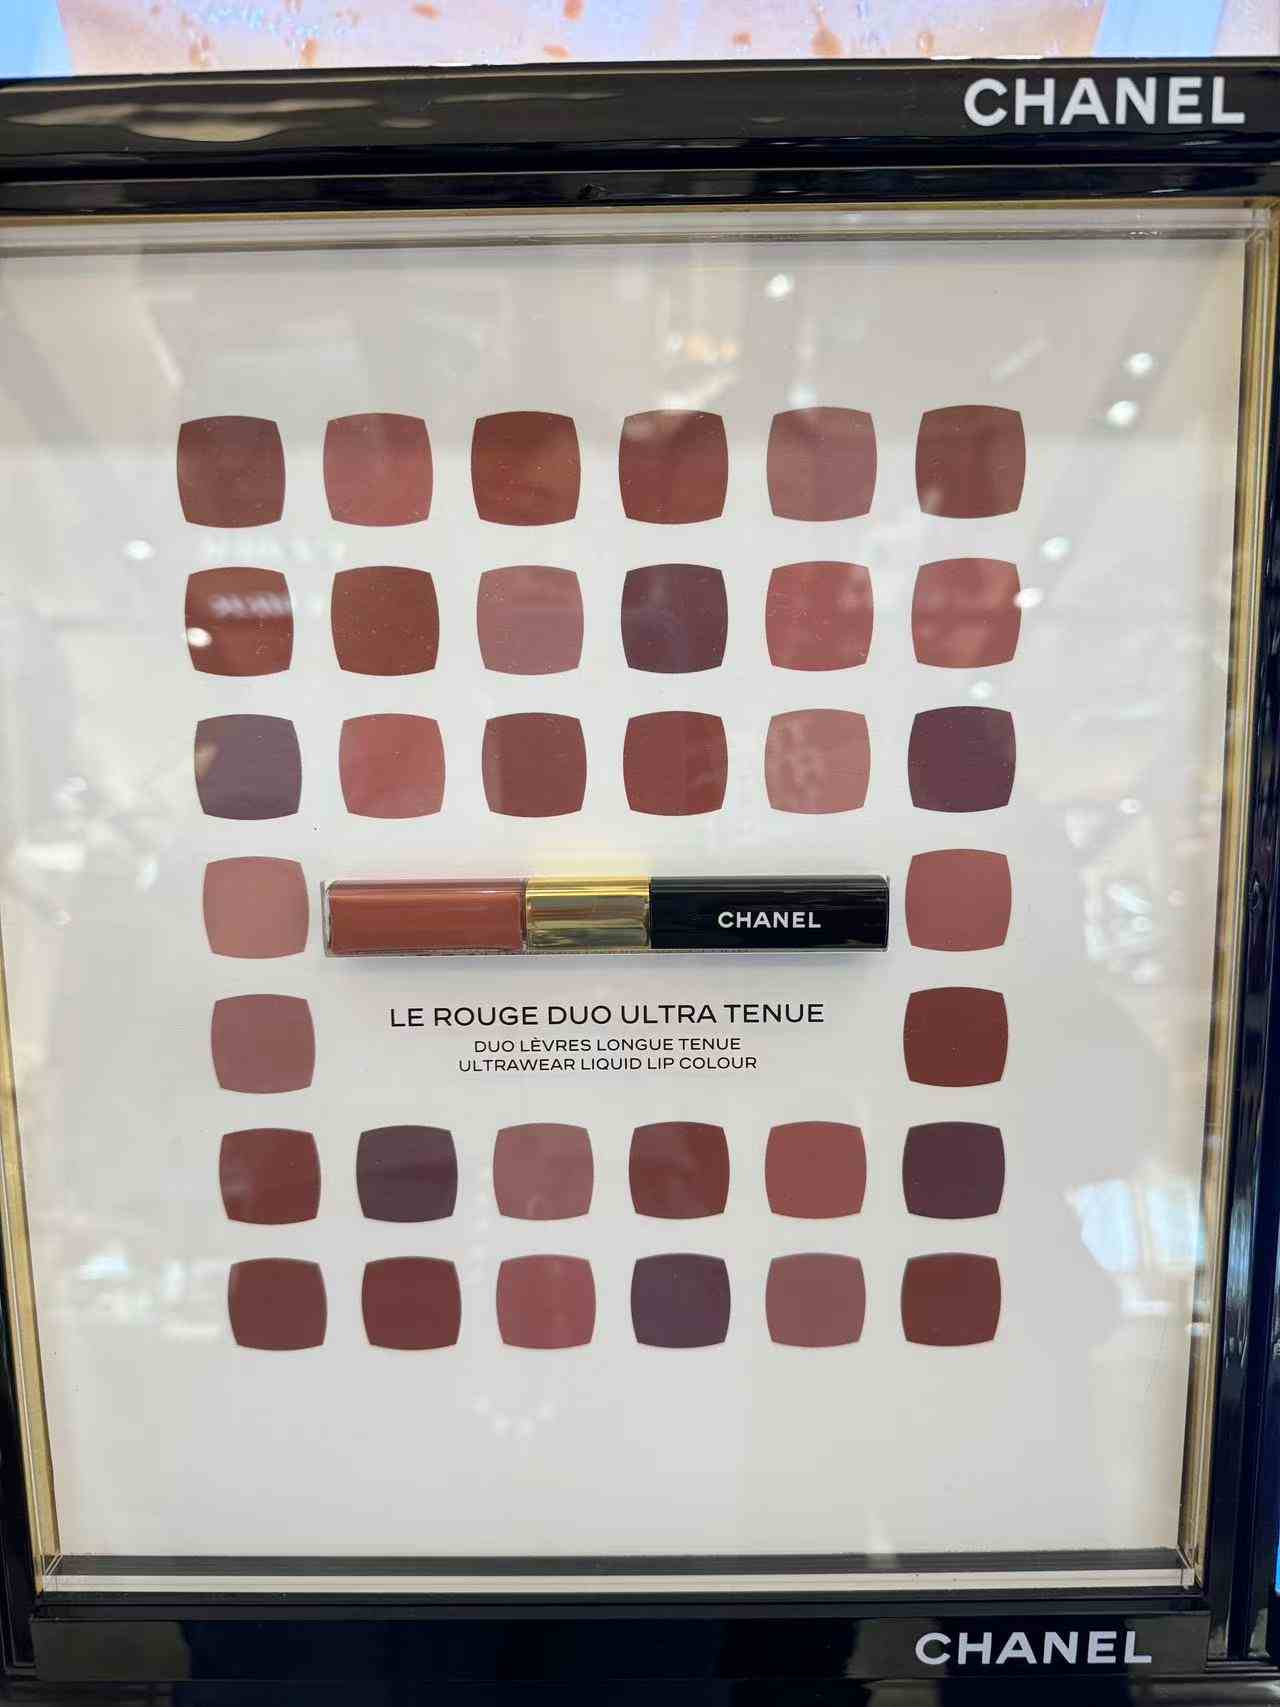 CHANEL
CHANEL
LE ROUGE DUO ULTRA TENUE
DUO LÈVRES LONGUE TENUE
ULTRAWEAR LIQUID LIP COLOUR
CHANEL